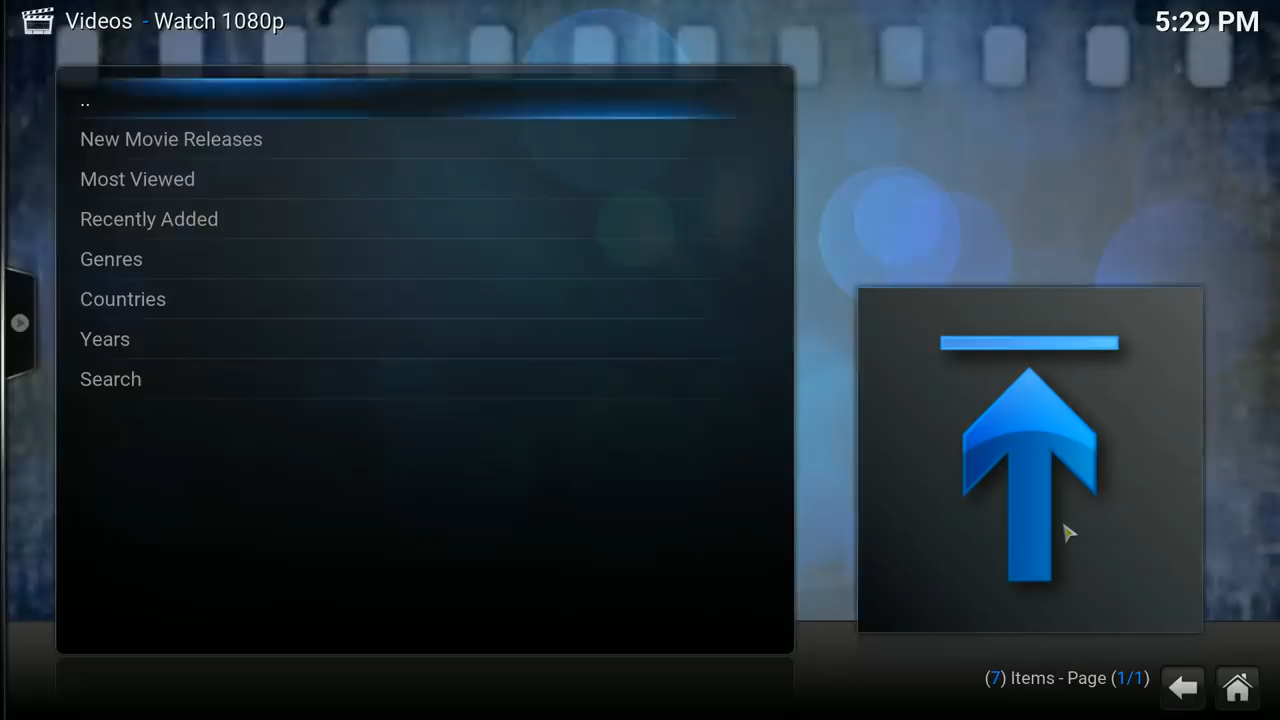 Videos - Watch 1080p
5:29 PM
..
New Movie Releases
Most Viewed
Recently Added
Genres
Countries
Years
Search
(7) Items - Page (1/1)